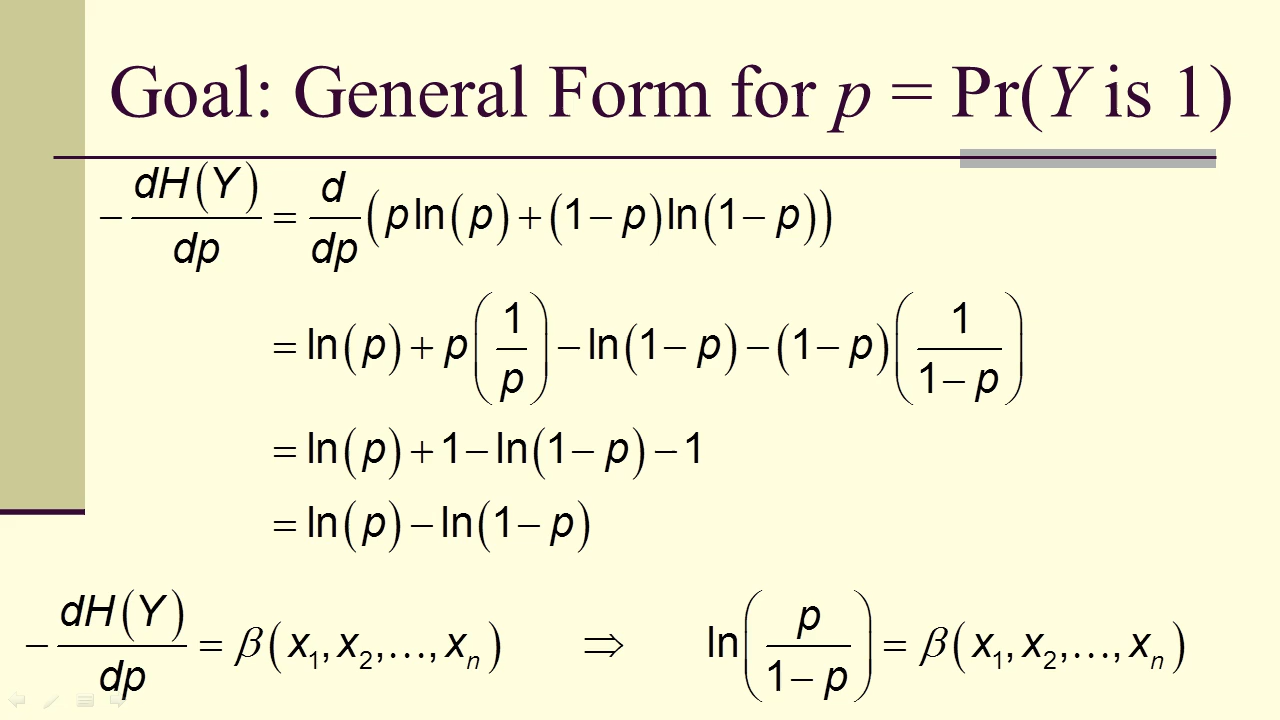 Goal: General Form for p = Pr(Y is 1)
−dH(Y)/dp = d/dp (p ln(p) + (1−p)ln(1−p))
= ln(p) + p(1/p) − ln(1−p) − (1−p)(1/(1−p))
= ln(p) + 1 − ln(1−p) − 1
= ln(p) − ln(1−p)
−dH(Y)/dp = β(x₁, x₂,…, xₙ) ⇒ ln(p/(1−p)) = β(x₁, x₂,…, xₙ)